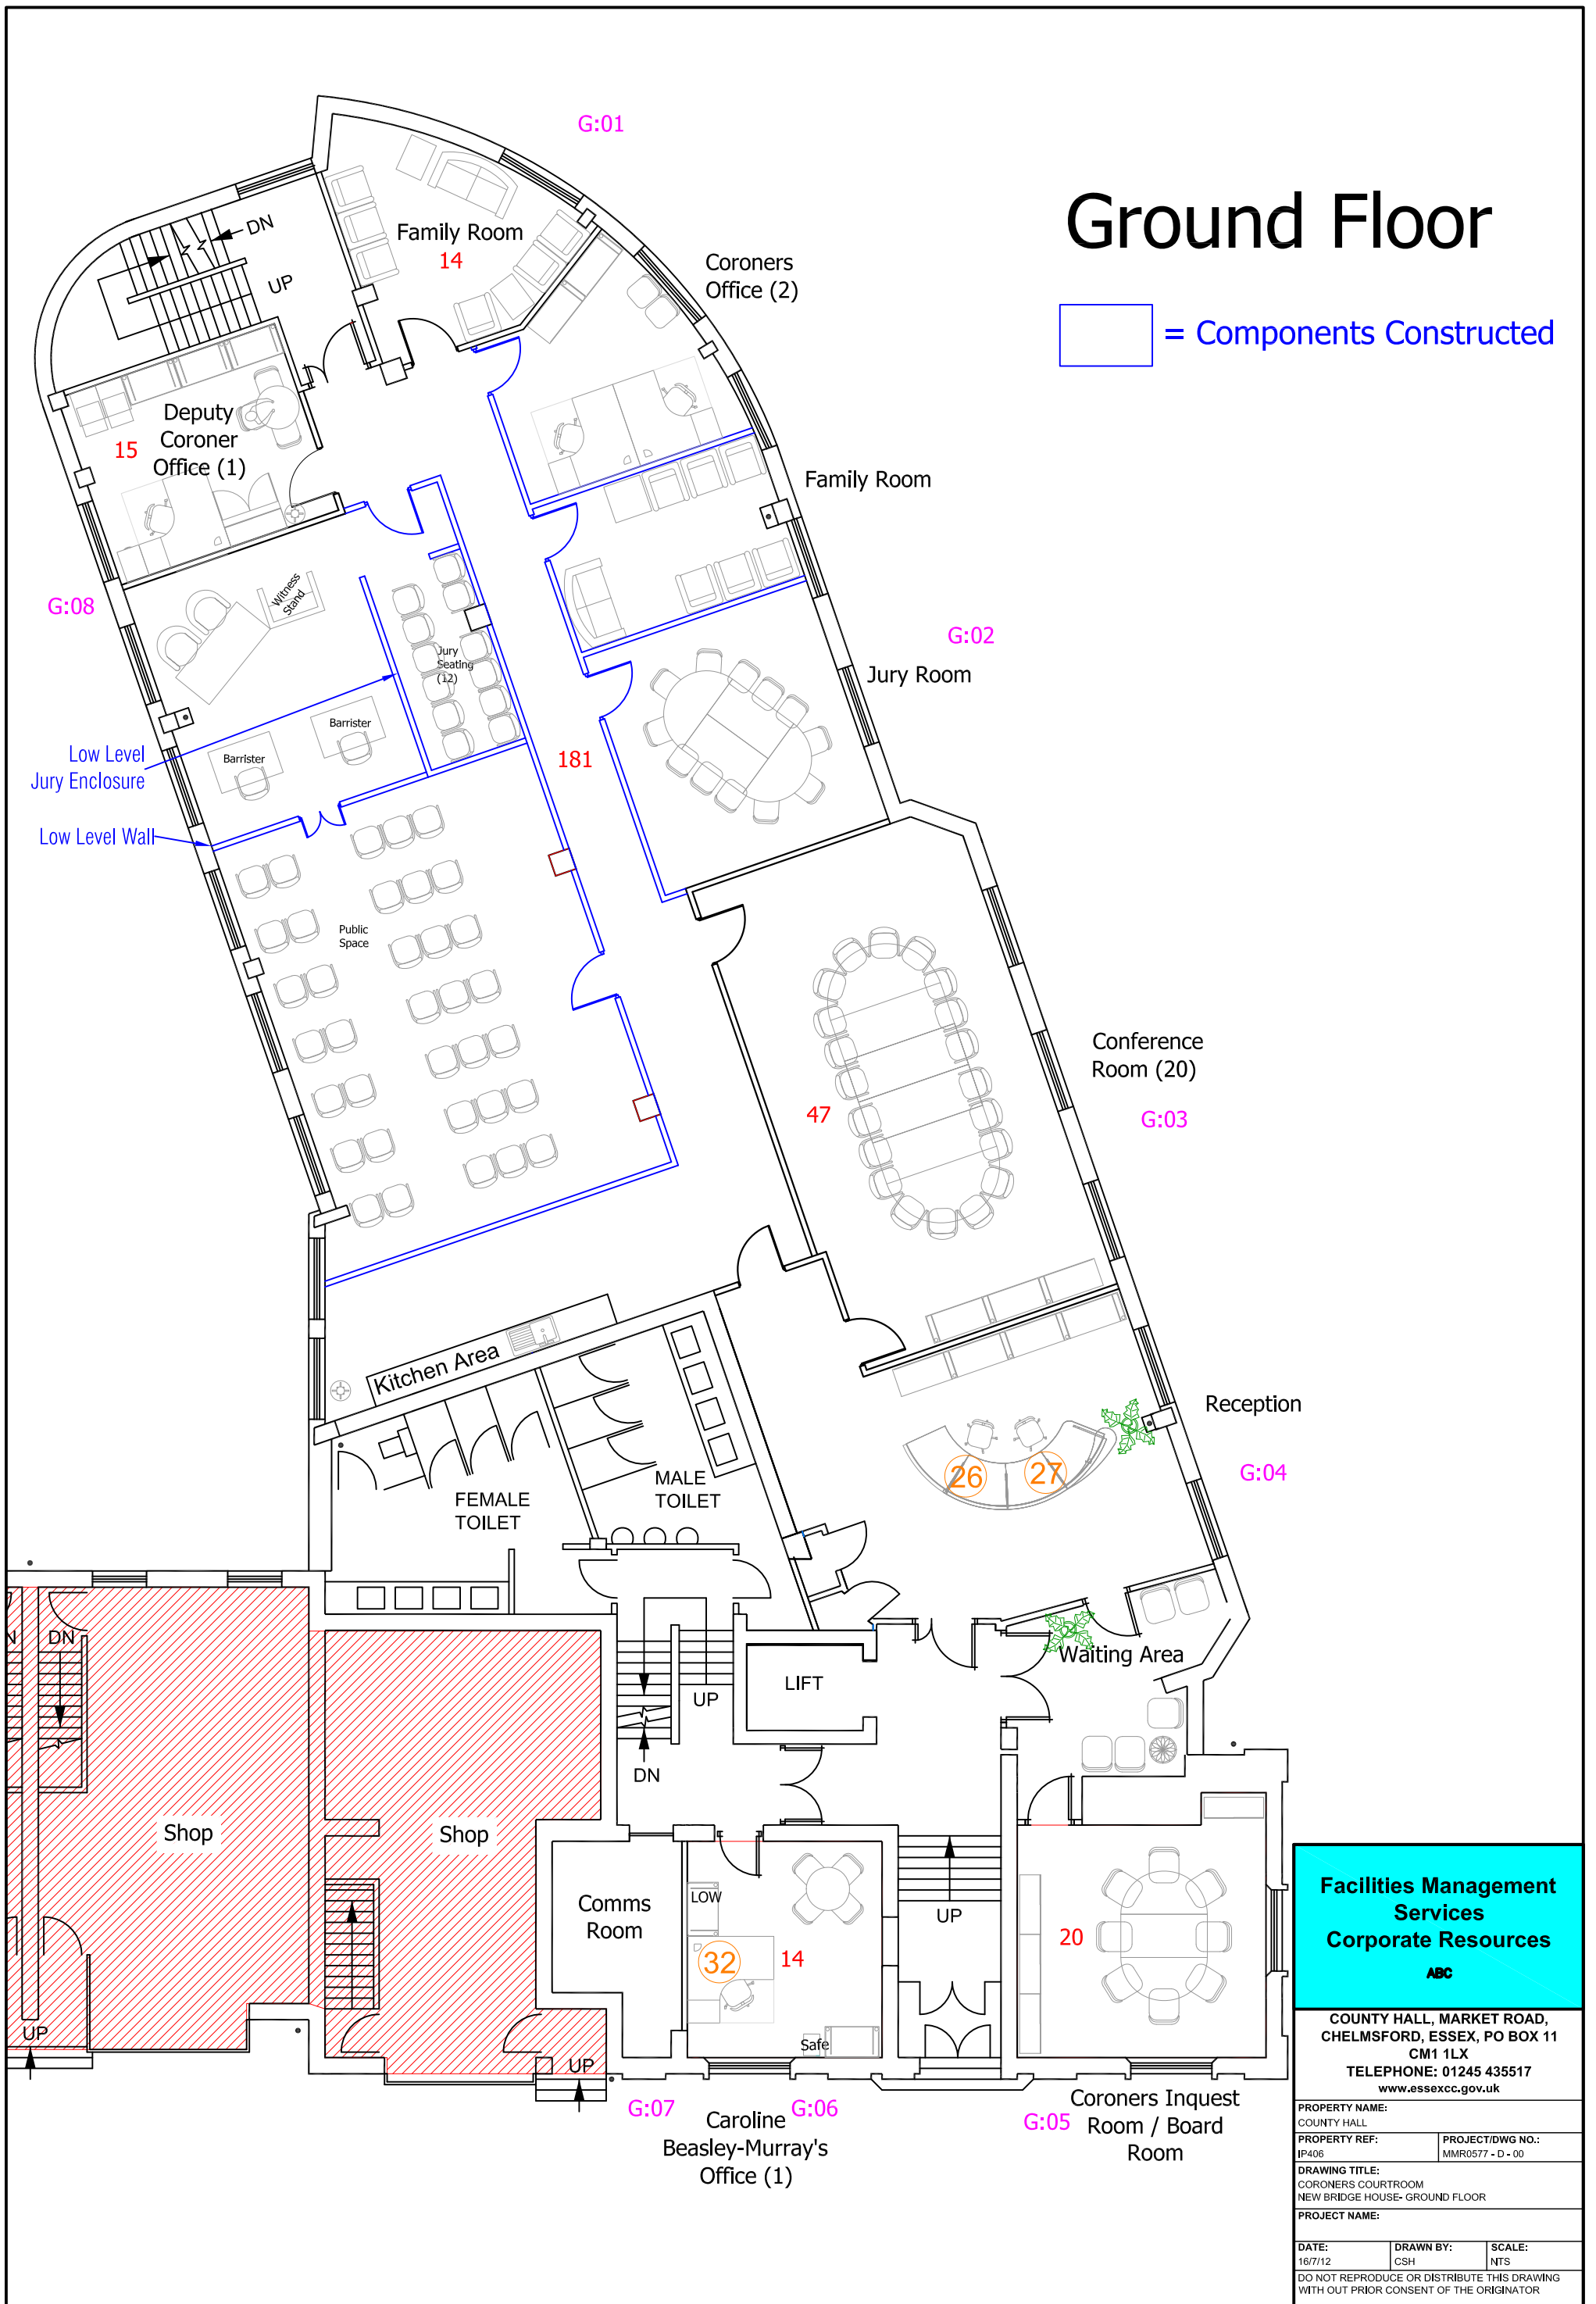 G:01
Ground Floor
= Components Constructed
DN
UP
Family Room
14
Coroners
Office (2)
Deputy
Coroner
Office (1)
15
Family Room
G:08
Witness
Stand
G:02
Jury
Seating
(12)
Jury Room
Barrister
Barrister
Low Level
Jury Enclosure
181
Low Level Wall
Public
Space
Conference
Room (20)
47
G:03
Kitchen Area
Reception
26
27
G:04
FEMALE
TOILET
MALE
TOILET
N
DN
Waiting Area
LIFT
UP
DN
Shop
Shop
Comms
Room
LOW
32
14
Safe
UP
20
UP
UP
G:07
Caroline
Beasley-Murray's
Office (1)
G:06
G:05
Coroners Inquest
Room / Board
Room
Facilities Management
Services
Corporate Resources
ABC
COUNTY HALL, MARKET ROAD,
CHELMSFORD, ESSEX, PO BOX 11
CM1 1LX
TELEPHONE: 01245 435517
www.essexcc.gov.uk
PROPERTY NAME:
COUNTY HALL
PROPERTY REF:
IP406
PROJECT/DWG NO.:
MMR0577 - D - 00
DRAWING TITLE:
CORONERS COURTROOM
NEW BRIDGE HOUSE- GROUND FLOOR
PROJECT NAME:
DATE:
16/7/12
DRAWN BY:
CSH
SCALE:
NTS
DO NOT REPRODUCE OR DISTRIBUTE THIS DRAWING
WITH OUT PRIOR CONSENT OF THE ORIGINATOR